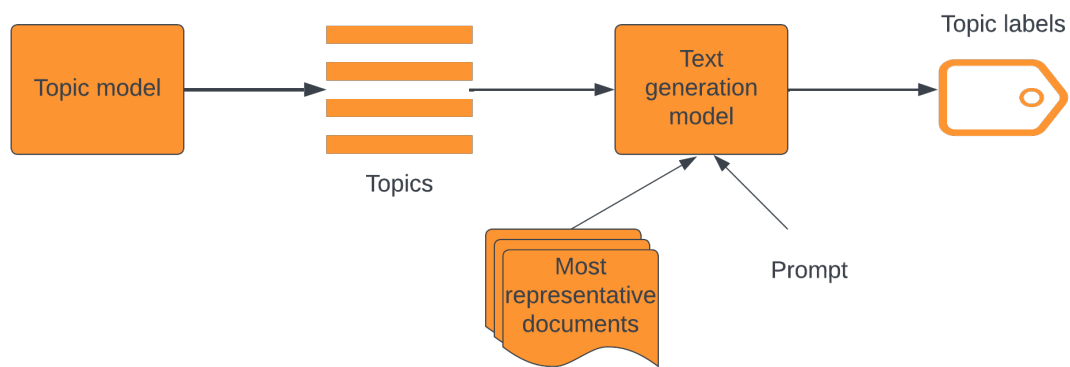 Topic model
Topics
Text
generation
model
Topic labels
Most
representative
documents
Prompt